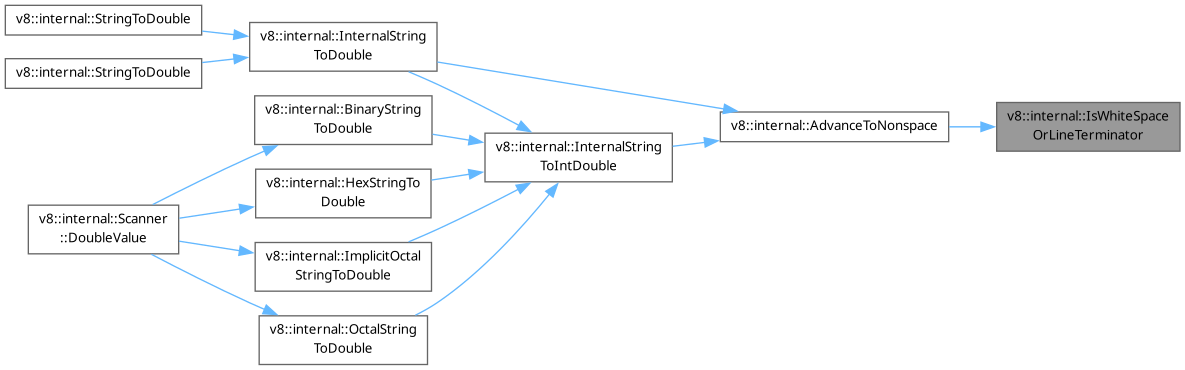 v8::internal::StringToDouble
v8::internal::StringToDouble
v8::internal::InternalString
ToDouble
v8::internal::BinaryString
ToDouble
v8::internal::HexStringTo
Double
v8::internal::Scanner
::DoubleValue
v8::internal::ImplicitOctal
StringToDouble
v8::internal::OctalString
ToDouble
v8::internal::InternalString
ToIntDouble
v8::internal::AdvanceToNonspace
v8::internal::IsWhiteSpace
OrLineTerminator